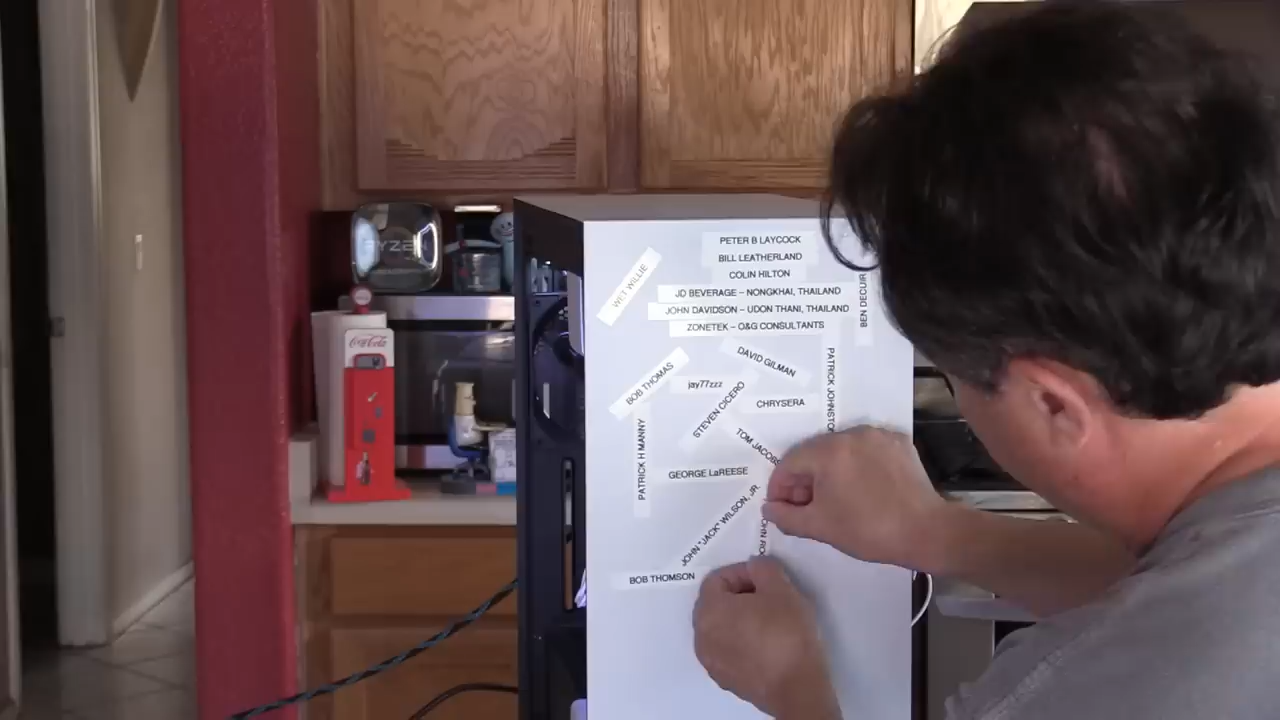 PETER B LAYCOCK
BILL LEATHERLAND
COLIN HILTON
JD BEVERAGE – NONGKHAI, THAILAND
JOHN DAVIDSON – UDON THANI, THAILAND
ZONETEK – O&G CONSULTANTS
WET WILLIE
BEN DECUIR
RYZEN
Coca-Cola
DAVID GILMAN
BOB THOMAS
jay77zzz
STEVEN CICERO
CHRYSERA
PATRICK JOHNSTO
PATRICK H MANNY
TOM JACOBS
GEORGE LaREESE
JOHN "JACK" WILSON, JR.
BOB THOMSON